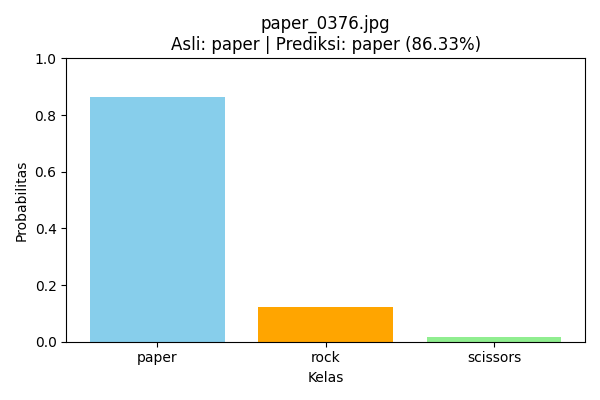 paper_0376.jpg
Asli: paper | Prediksi: paper (86.33%)
1.0
0.8
0.6
0.4
0.2
0.0
Probabilitas
paper rock scissors
Kelas